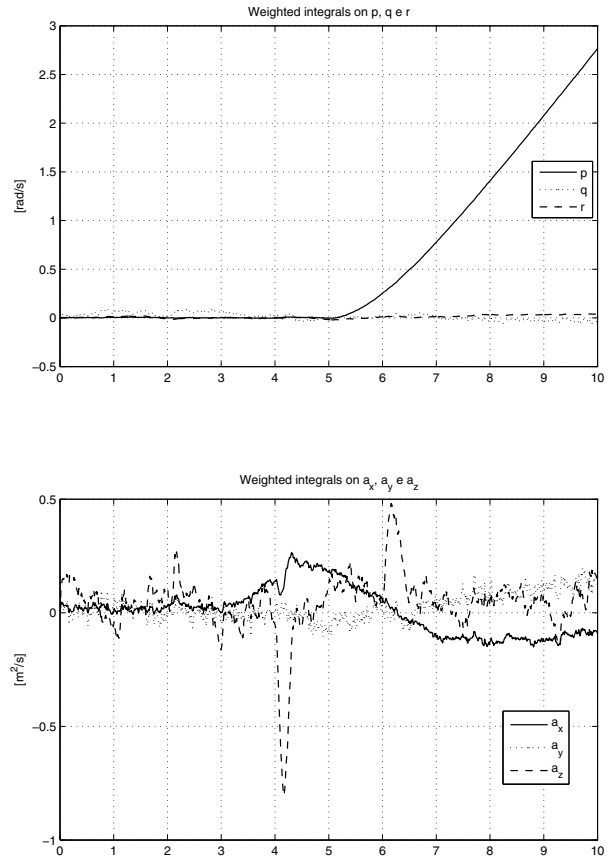 Weighted integrals on p, q e r
3
2.5
2
1.5
1
0.5
0
−0.5
[rad/s]
p
q
r
0 1 2 3 4 5 6 7 8 9 10
Weighted integrals on a_x, a_y e a_z
0.5
0
−0.5
−1
[m²/s]
a_x
a_y
a_z
0 1 2 3 4 5 6 7 8 9 10